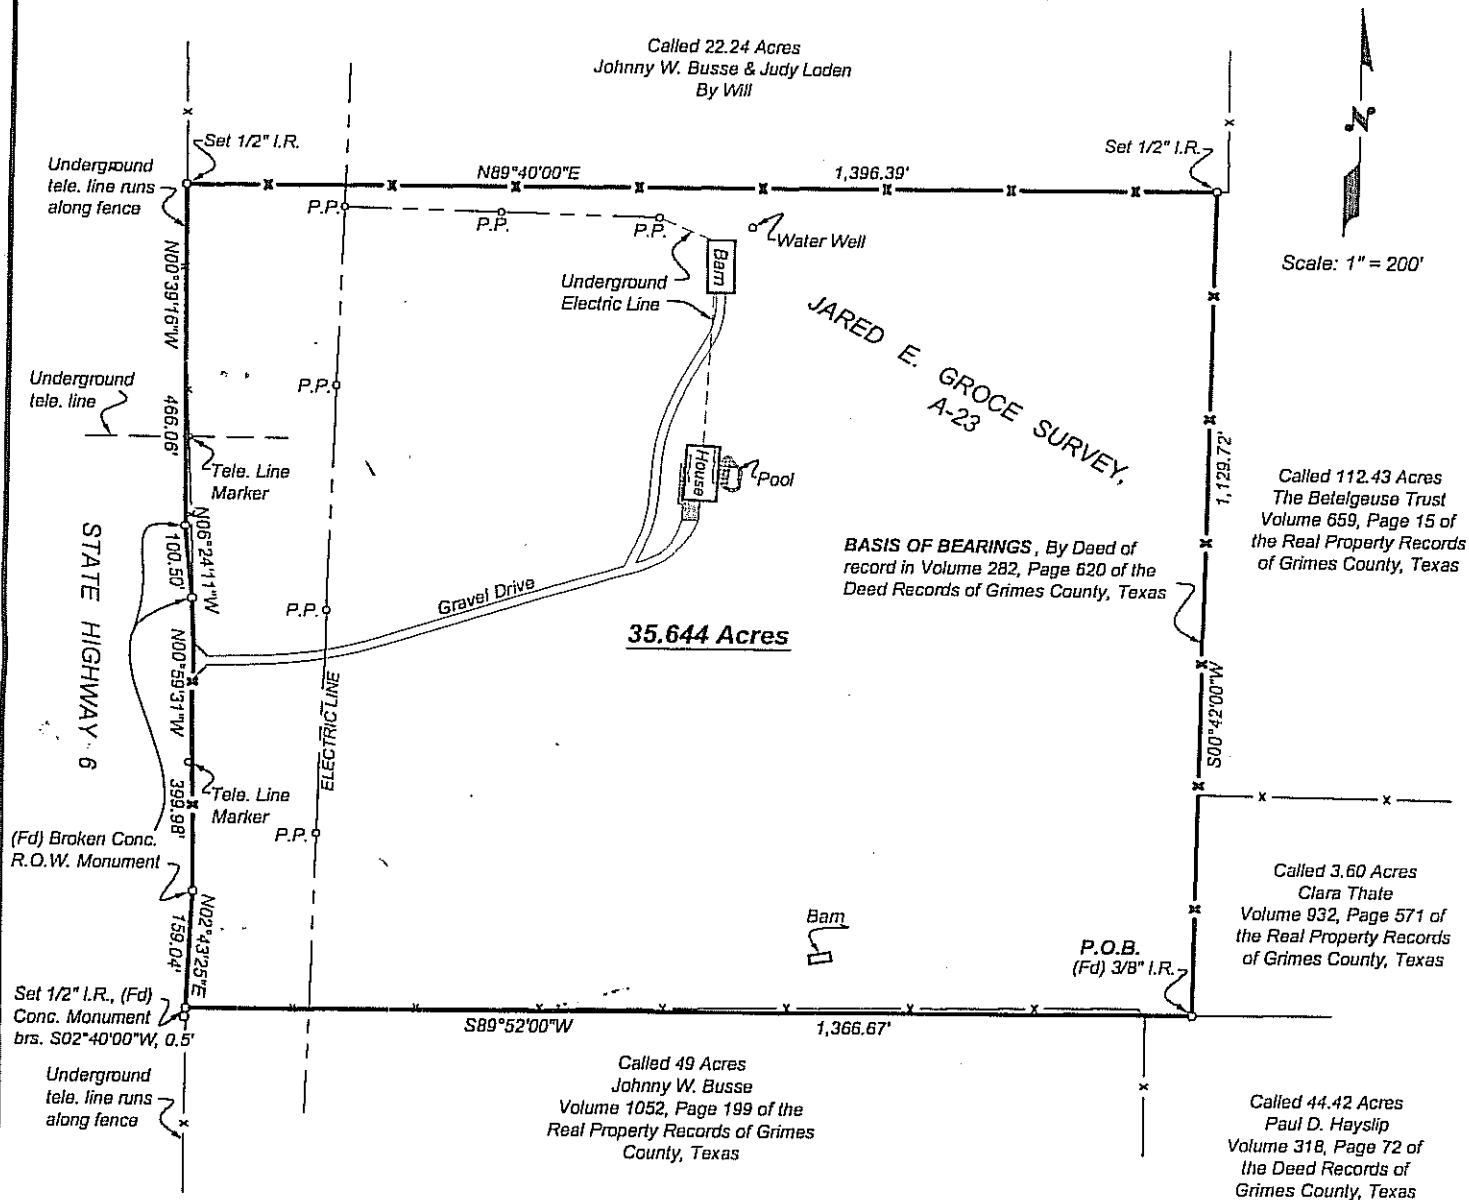 Called 22.24 Acres
Johnny W. Busse & Judy Loden
By Will
N
Scale: 1" = 200'
Set 1/2" I.R.
Set 1/2" I.R.
Underground
tele. line runs
along fence
N89°40'00"E
1,396.39'
P.P.
P.P.
P.P.
Water Well
Barn
Underground
Electric Line
N00°39'16"W
466.06'
JARED E. GROCE SURVEY,
A-23
P.P.
Underground
tele. line
Tele. Line
Marker
House
Pool
1,129.72'
Called 112.43 Acres
The Betelgeuse Trust
Volume 659, Page 15 of
the Real Property Records
of Grimes County, Texas
STATE HIGHWAY 6
N06°24'11"W
100.50'
BASIS OF BEARINGS, By Deed of
record in Volume 282, Page 620 of the
Deed Records of Grimes County, Texas
Gravel Drive
P.P.
35.644 Acres
N00°59'31"W
399.98'
ELECTRIC LINE
S00°42'00"W
Tele. Line
Marker
P.P.
(Fd) Broken Conc.
R.O.W. Monument
Called 3.60 Acres
Clara Thate
Volume 932, Page 571 of
the Real Property Records
of Grimes County, Texas
N02°43'25"E
159.04'
Barn
P.O.B.
(Fd) 3/8" I.R.
Set 1/2" I.R., (Fd)
Conc. Monument
brs. S02°40'00"W, 0.5'
S89°52'00"W
1,366.67'
Underground
tele. line runs
along fence
Called 49 Acres
Johnny W. Busse
Volume 1052, Page 199 of the
Real Property Records of Grimes
County, Texas
Called 44.42 Acres
Paul D. Hayslip
Volume 318, Page 72 of
the Deed Records of
Grimes County, Texas